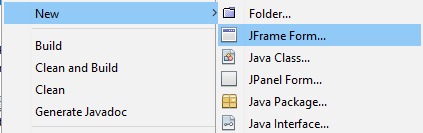 New
Build
Clean and Build
Clean
Generate Javadoc
Folder...
JFrame Form...
Java Class...
JPanel Form...
Java Package...
Java Interface...